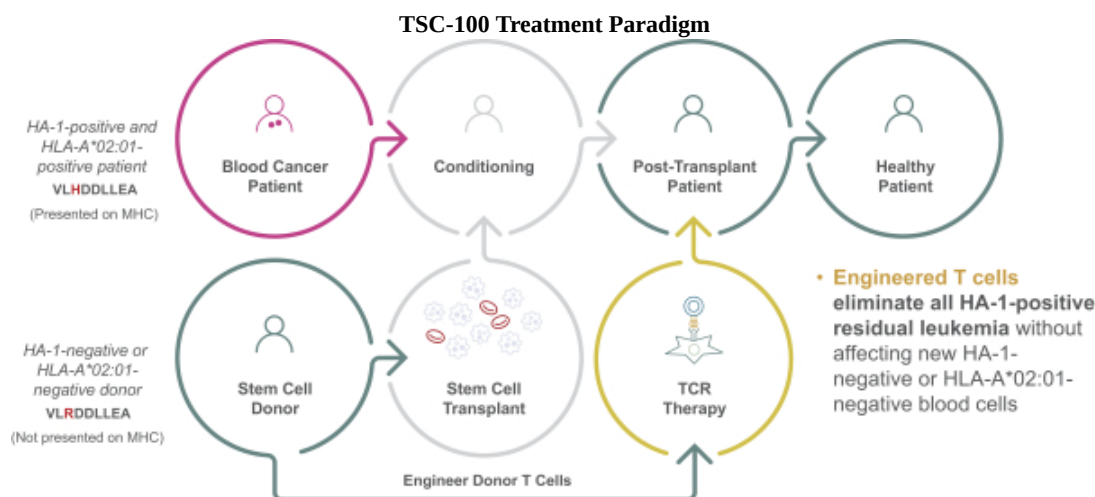 TSC-100 Treatment Paradigm
HA-1-positive and
HLA-A*02:01-
positive patient
VLHDDLLEA
(Presented on MHC)
Blood Cancer
Patient
Conditioning
Post-Transplant
Patient
Healthy
Patient
HA-1-negative or
HLA-A*02:01-
negative donor
VLRDDLLEA
(Not presented on MHC)
Stem Cell
Donor
Stem Cell
Transplant
TCR
Therapy
Engineer Donor T Cells
• Engineered T cells
eliminate all HA-1-positive
residual leukemia without
affecting new HA-1-
negative or HLA-A*02:01-
negative blood cells